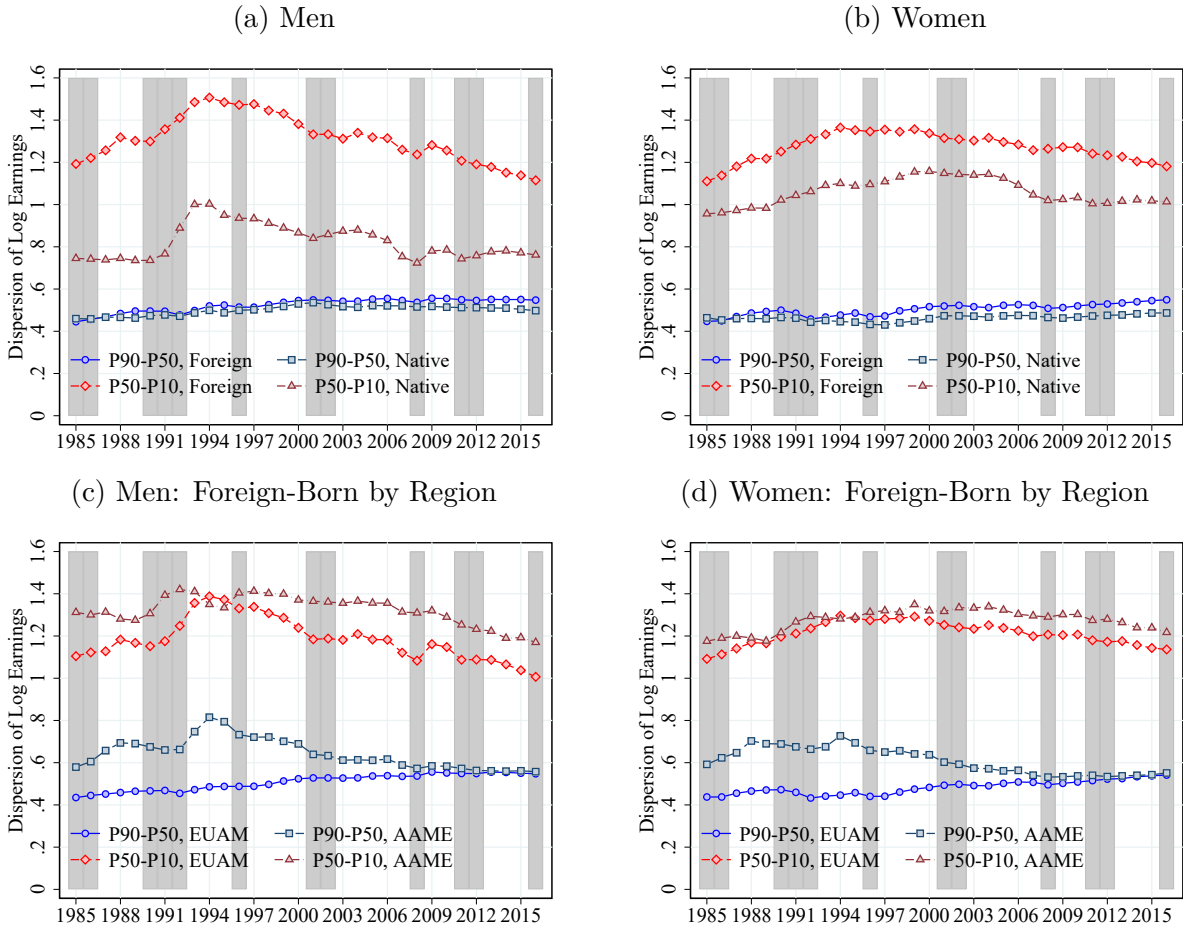 (a) Men
Dispersion of Log Earnings
1.6
1.4
1.2
1
.8
.6
.4
.2
0
P90-P50, Foreign P90-P50, Native
P50-P10, Foreign P50-P10, Native
1985 1988 1991 1994 1997 2000 2003 2006 2009 2012 2015
(b) Women
Dispersion of Log Earnings
1.6
1.4
1.2
1
.8
.6
.4
.2
0
P90-P50, Foreign P90-P50, Native
P50-P10, Foreign P50-P10, Native
1985 1988 1991 1994 1997 2000 2003 2006 2009 2012 2015
(c) Men: Foreign-Born by Region
Dispersion of Log Earnings
1.6
1.4
1.2
1
.8
.6
.4
.2
0
P90-P50, EUAM P90-P50, AAME
P50-P10, EUAM P50-P10, AAME
1985 1988 1991 1994 1997 2000 2003 2006 2009 2012 2015
(d) Women: Foreign-Born by Region
Dispersion of Log Earnings
1.6
1.4
1.2
1
.8
.6
.4
.2
0
P90-P50, EUAM P90-P50, AAME
P50-P10, EUAM P50-P10, AAME
1985 1988 1991 1994 1997 2000 2003 2006 2009 2012 2015